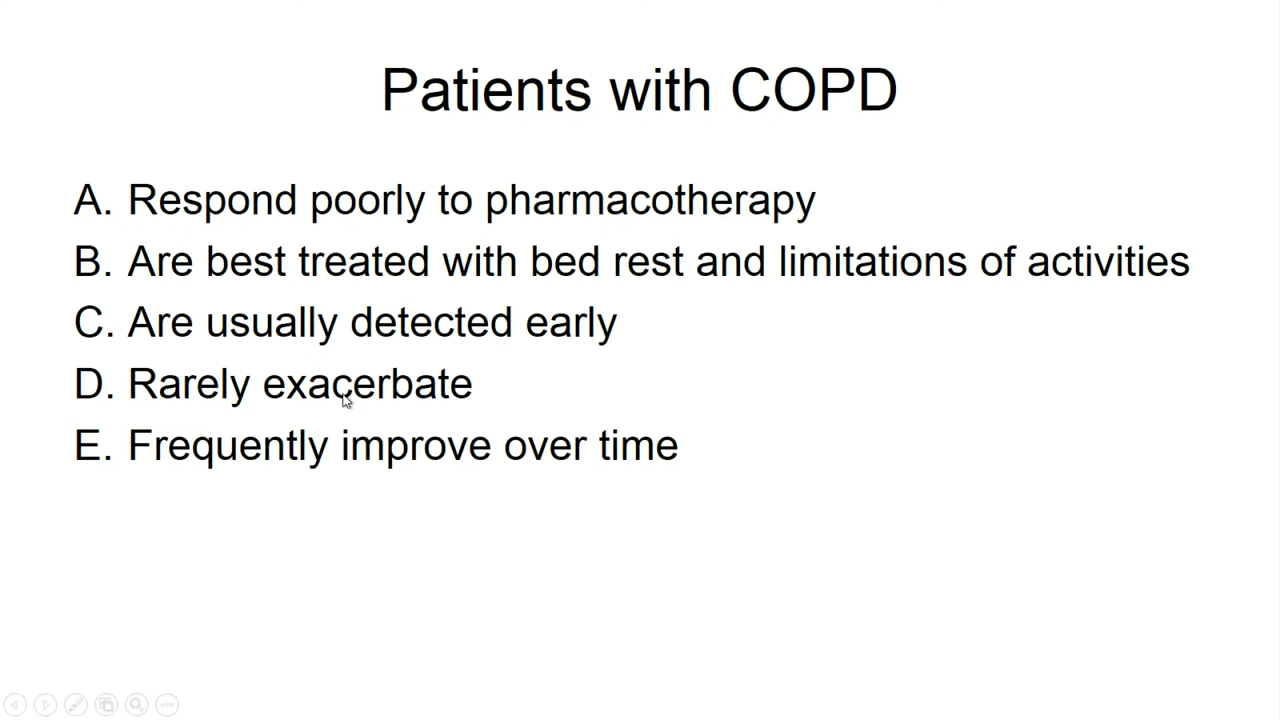 Patients with COPD
A. Respond poorly to pharmacotherapy
B. Are best treated with bed rest and limitations of activities
C. Are usually detected early
D. Rarely exacerbate
E. Frequently improve over time